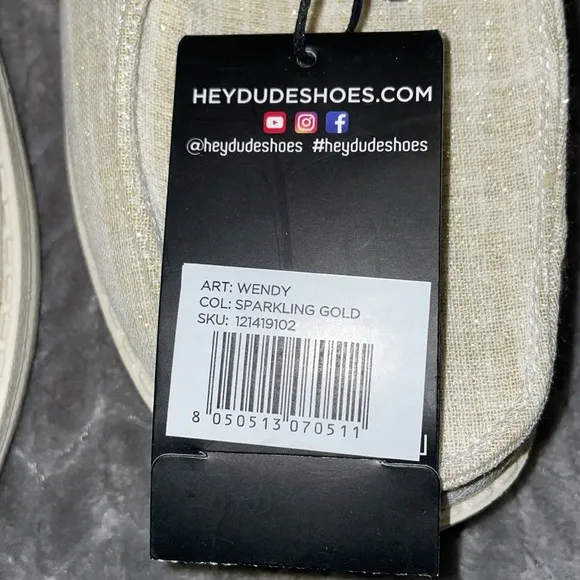 HEYDUDESHOES.COM
@heydudeshoes #heydudeshoes
ART: WENDY
COL: SPARKLING GOLD
SKU: 121419102
8 050513 070511